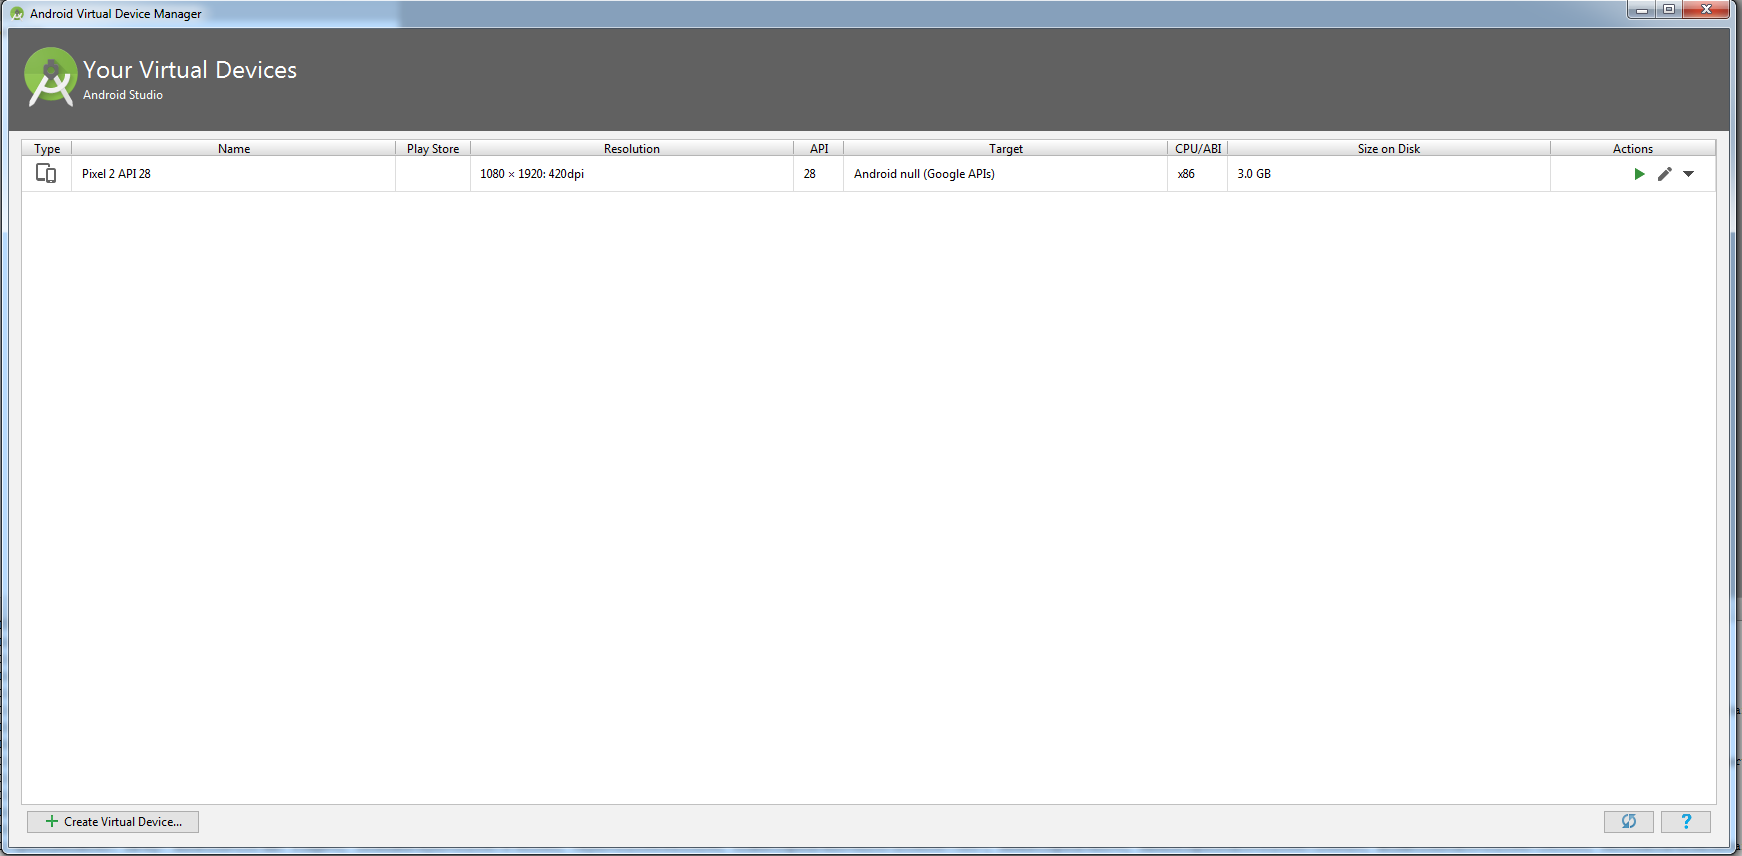 Android Virtual Device Manager
Your Virtual Devices
Android Studio
Type Name Play Store Resolution API Target CPU/ABI Size on Disk Actions
Pixel 2 API 28 1080 × 1920: 420dpi 28 Android null (Google APIs) x86 3.0 GB
Create Virtual Device...
?